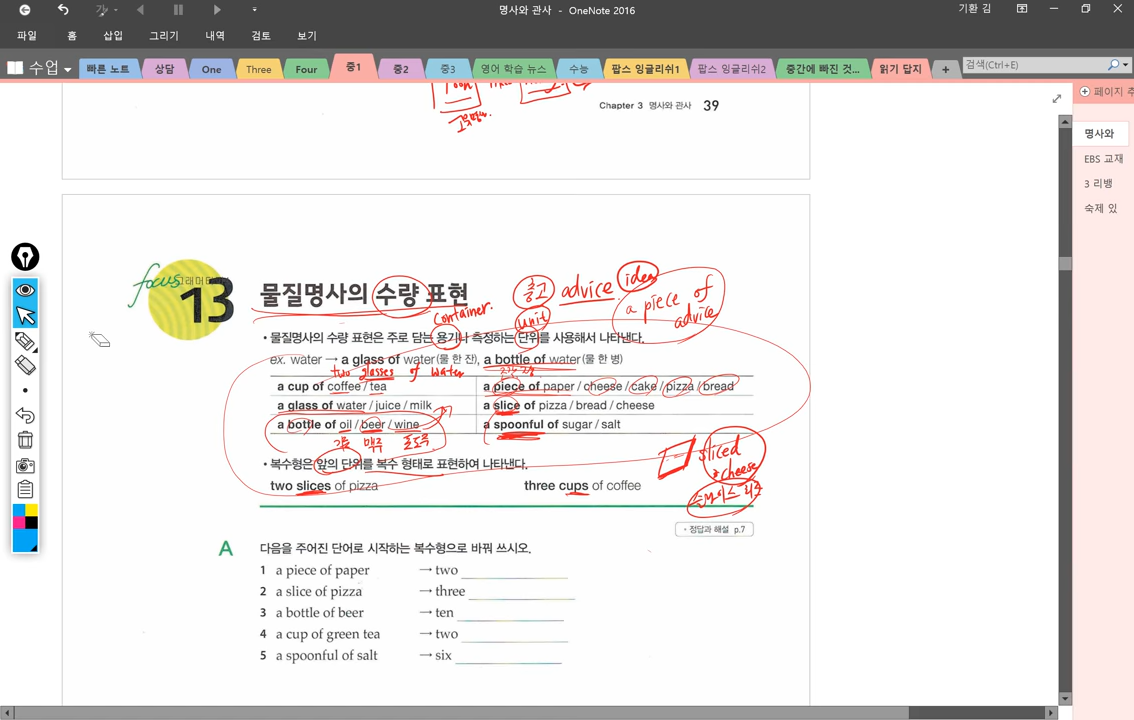 명사와 관사 - OneNote 2016
기환 김
파일 홈 삽입 그리기 내역 검토 보기
수업 빠른 노트 상담 One Three Four 중1 중2 중3 영어 학습 뉴스 수능 팝스 잉글리쉬1 팝스 잉글리쉬2 중간에 빠진 것... 읽기 답지 + 검색(Ctrl+E)
페이지 추
명사와
EBS 교재
3 리뱅
숙제 있
Chapter 3 명사와 관사 39
focus 13
물질명사의 수량 표현
충고 advice idea
a piece of
advice
container.
unit
• 물질명사의 수량 표현은 주로 담는 용기나 측정하는 단위를 사용해서 나타낸다.
ex. water → a glass of water(물 한 잔), a bottle of water(물 한 병)
two glasses of water
a cup of coffee / tea
a piece of paper / cheese / cake / pizza / bread
a glass of water / juice / milk
a slice of pizza / bread / cheese
a bottle of oil / beer / wine
a spoonful of sugar / salt
맥주 포도주
sliced
cheese
• 복수형은 앞의 단위를 복수 형태로 표현하여 나타낸다.
two slices of pizza
three cups of coffee
• 정답과 해설 p.7
A 다음을 주어진 단어로 시작하는 복수형으로 바꿔 쓰시오.
1 a piece of paper → two
2 a slice of pizza → three
3 a bottle of beer → ten
4 a cup of green tea → two
5 a spoonful of salt → six